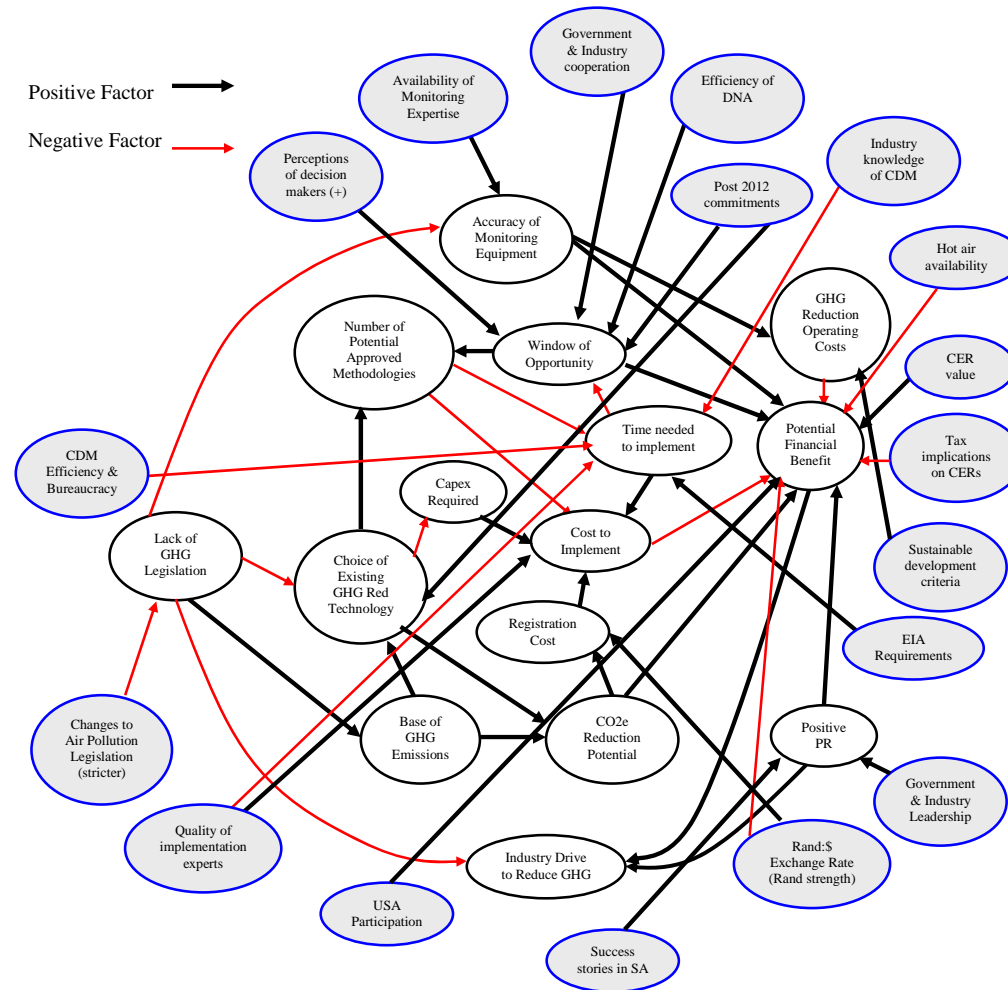 Positive Factor
Negative Factor
Government
& Industry
cooperation
Availability of
Monitoring
Expertise
Efficiency of
DNA
Perceptions
of decision
makers (+)
Industry
knowledge
of CDM
Post 2012
commitments
Accuracy of
Monitoring
Equipment
Hot air
availability
GHG
Reduction
Operating
Costs
Number of
Potential
Approved
Methodologies
Window of
Opportunity
CER
value
Time needed
to implement
Potential
Financial
Benefit
Tax
implications
on CERs
CDM
Efficiency &
Bureaucracy
Capex
Required
Lack of
GHG
Legislation
Choice of
Existing
GHG Red
Technology
Cost to
Implement
Sustainable
development
criteria
Registration
Cost
EIA
Requirements
Changes to
Air Pollution
Legislation
(stricter)
Base of
GHG
Emissions
CO2e
Reduction
Potential
Positive
PR
Government
& Industry
Leadership
Quality of
implementation
experts
Industry Drive
to Reduce GHG
Rand:$
Exchange Rate
(Rand strength)
USA
Participation
Success
stories in SA